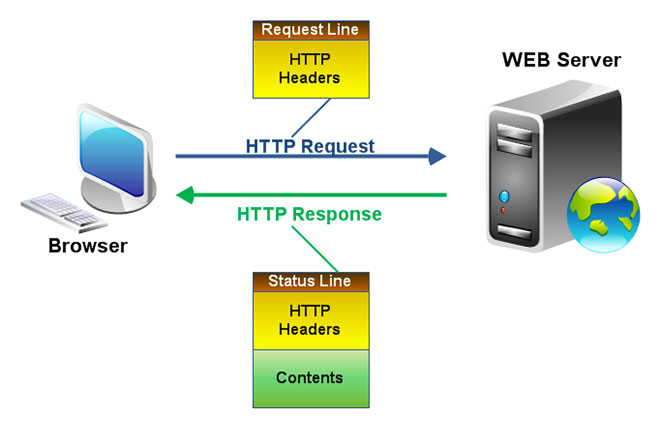 Request Line
HTTP
Headers
WEB Server
HTTP Request
HTTP Response
Browser
Status Line
HTTP
Headers
Contents